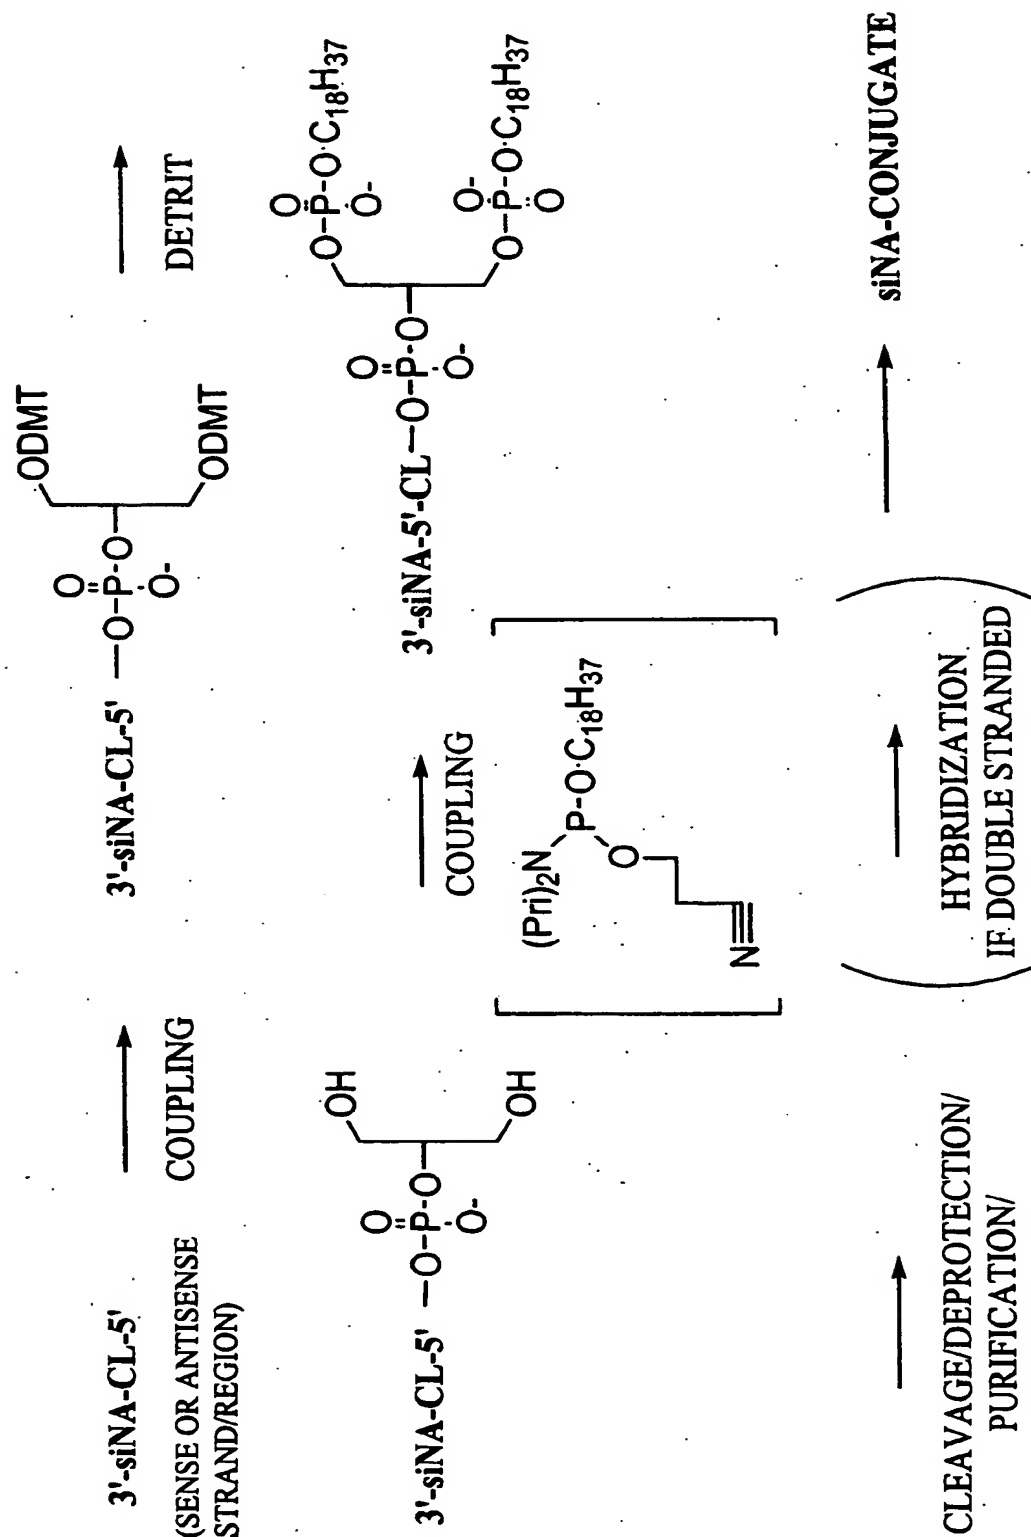 3'-siNA-CL-5'
(SENSE OR ANTISENSE
STRAND/REGION)
COUPLING
3'-siNA-CL-5' —O-P-O
O
O-
ODMT
ODMT
DETRIT
3'-siNA-CL-5' —O-P-O
O
O-
OH
OH
COUPLING
(Pri)2N
P-O·C18H37
O
N
3'-siNA-5'-CL —O-P-O
O
O-
O
O-P-O·C18H37
O-
O-
O-P-O·C18H37
O
CLEAVAGE/DEPROTECTION/
PURIFICATION/
HYBRIDIZATION
IF DOUBLE STRANDED
siNA-CONJUGATE